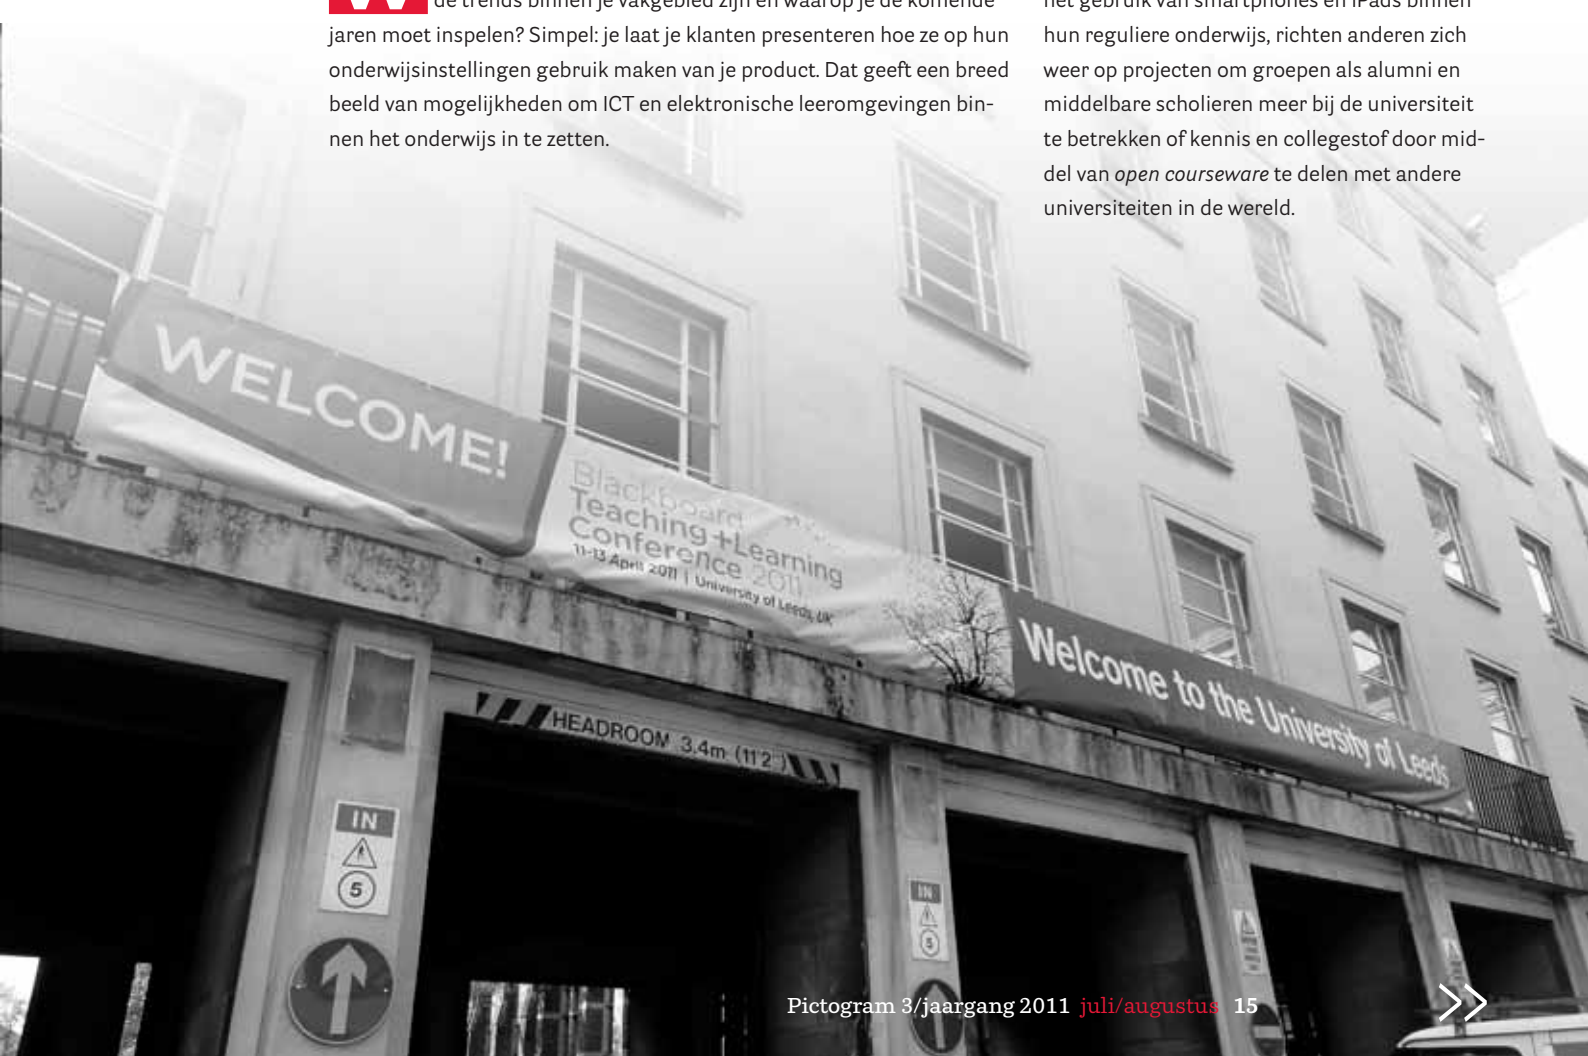 de trends binnen je vakgebied zijn en waarop je de komende
jaren moet inspelen? Simpel: je laat je klanten presenteren hoe ze op hun
onderwijsinstellingen gebruik maken van je product. Dat geeft een breed
beeld van mogelijkheden om ICT en elektronische leeromgevingen bin-
nen het onderwijs in te zetten.
het gebruik van smartphones en iPads binnen
hun reguliere onderwijs, richten anderen zich
weer op projecten om groepen als alumni en
middelbare scholieren meer bij de universiteit
te betrekken of kennis en collegestof door mid-
del van open courseware te delen met andere
universiteiten in de wereld.
WELCOME!
Blackboard
Teaching +Learning
Conference 2011
11-13 April 2011 | University of Leeds, UK
Welcome to the University of Leeds
HEADROOM 3.4m (11'2")
IN
5
IN
5
Pictogram 3/jaargang 2011 juli/augustus 15